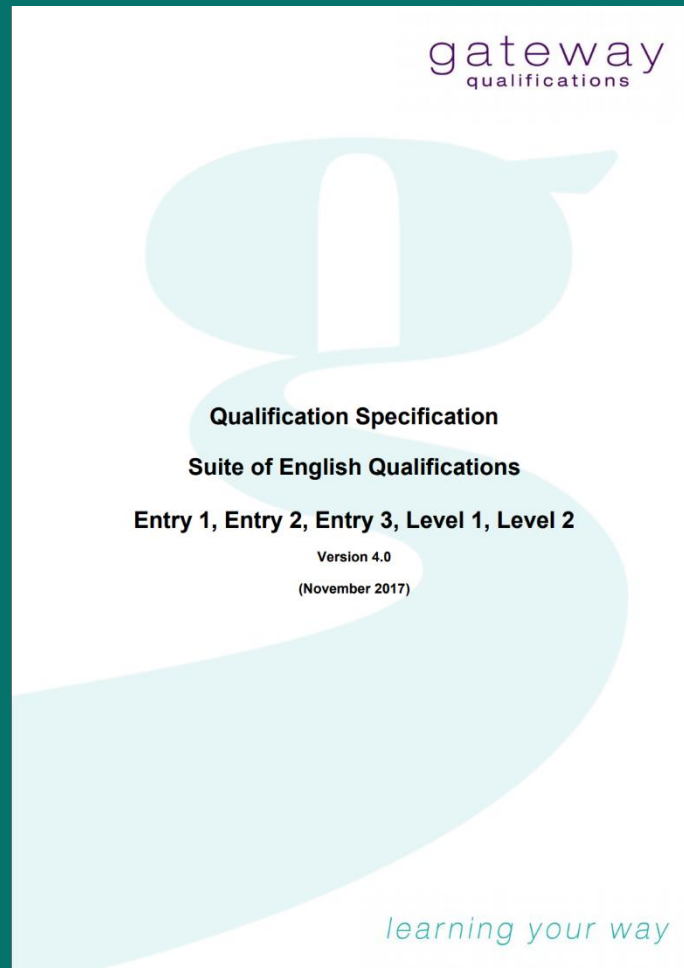 gateway
qualifications
Qualification Specification
Suite of English Qualifications
Entry 1, Entry 2, Entry 3, Level 1, Level 2
Version 4.0
(November 2017)
learning your way